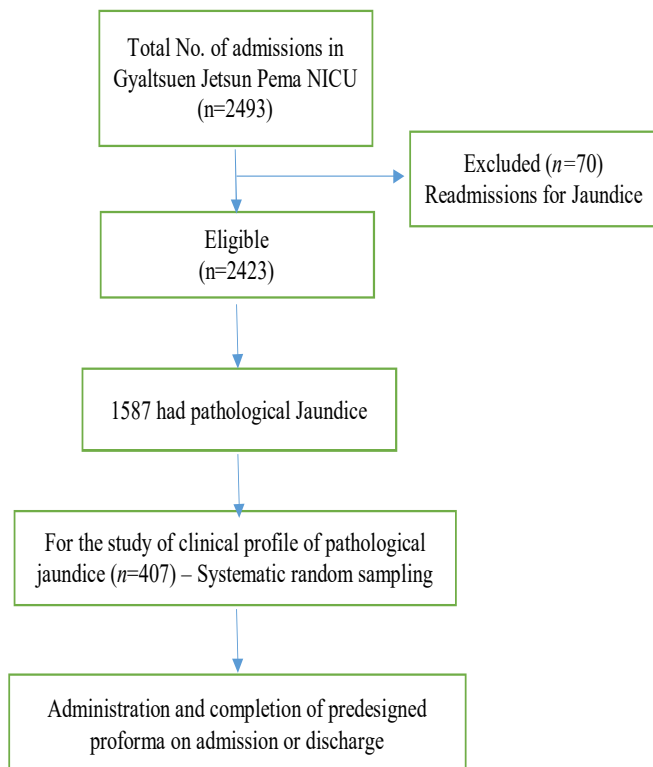 Total No. of admissions in
Gyaltsuen Jetsun Pema NICU
(n=2493)
Excluded (n=70)
Readmissions for Jaundice
Eligible
(n=2423)
1587 had pathological Jaundice
For the study of clinical profile of pathological
jaundice (n=407) – Systematic random sampling
Administration and completion of predesigned
proforma on admission or discharge